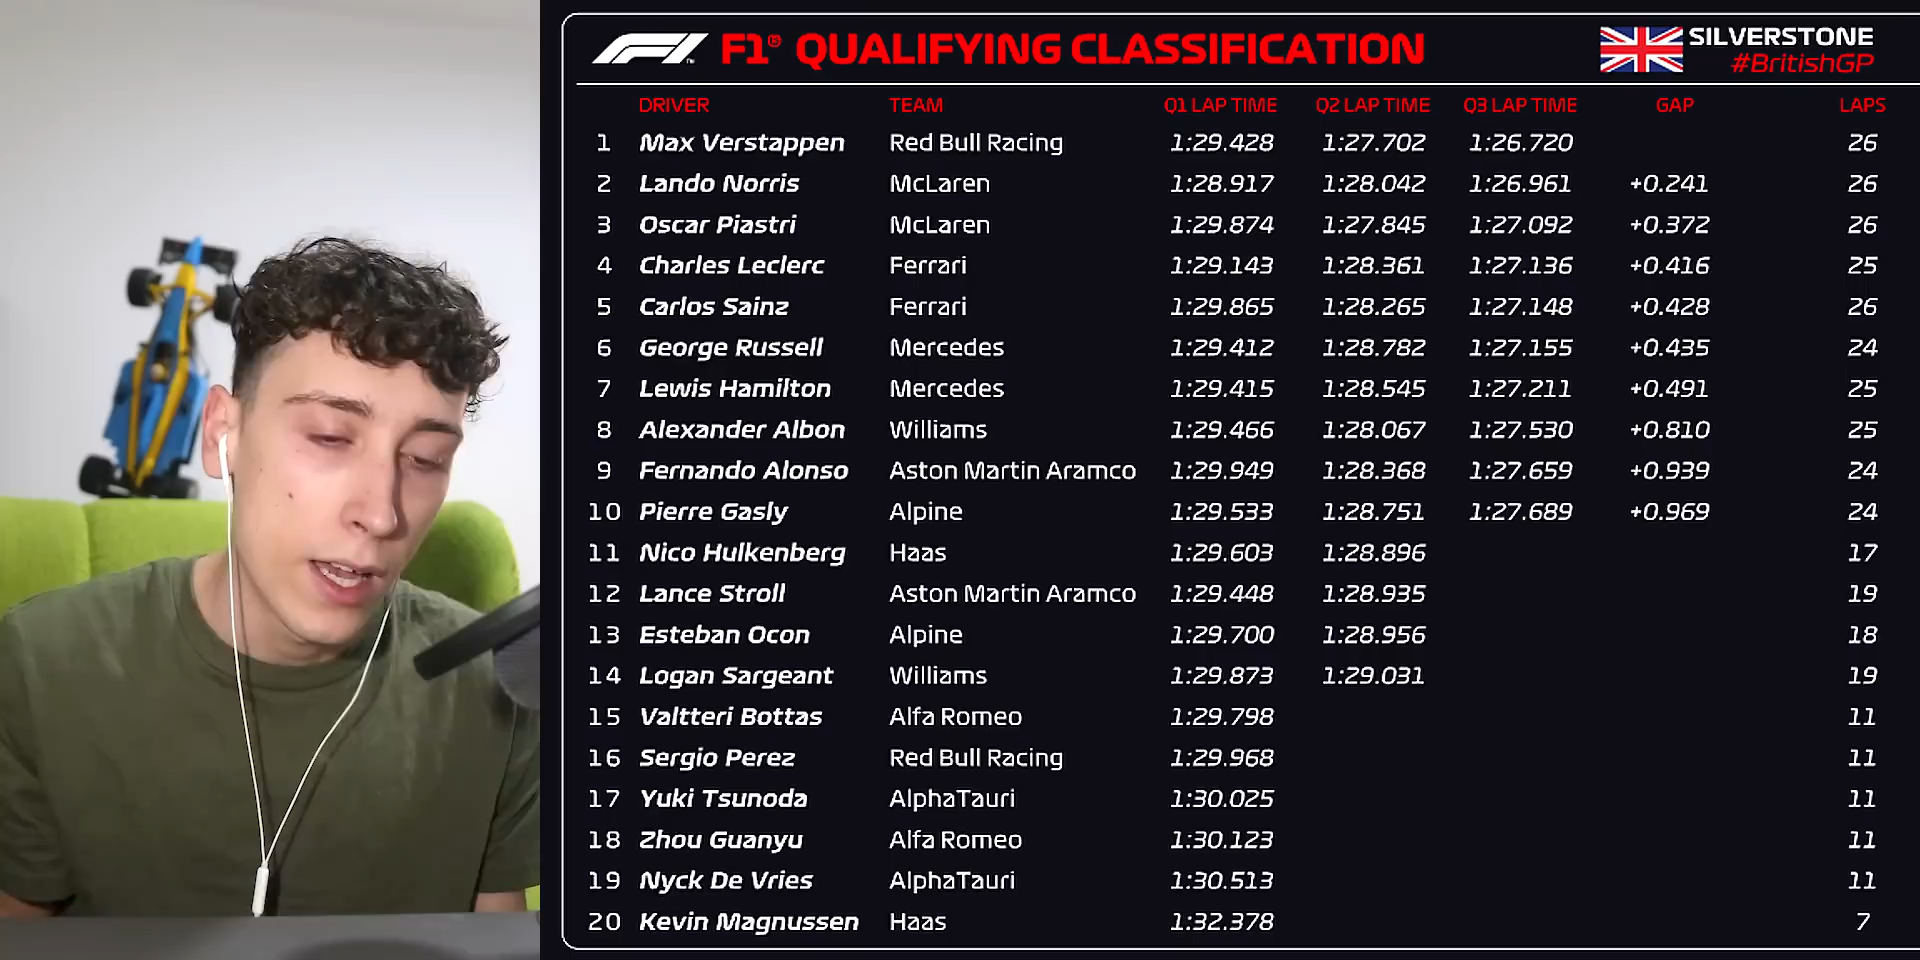 F1® QUALIFYING CLASSIFICATION
SILVERSTONE
#BritishGP
DRIVER TEAM Q1 LAP TIME Q2 LAP TIME Q3 LAP TIME GAP LAPS
1 Max Verstappen Red Bull Racing 1:29.428 1:27.702 1:26.720 26
2 Lando Norris McLaren 1:28.917 1:28.042 1:26.961 +0.241 26
3 Oscar Piastri McLaren 1:29.874 1:27.845 1:27.092 +0.372 26
4 Charles Leclerc Ferrari 1:29.143 1:28.361 1:27.136 +0.416 25
5 Carlos Sainz Ferrari 1:29.865 1:28.265 1:27.148 +0.428 26
6 George Russell Mercedes 1:29.412 1:28.782 1:27.155 +0.435 24
7 Lewis Hamilton Mercedes 1:29.415 1:28.545 1:27.211 +0.491 25
8 Alexander Albon Williams 1:29.466 1:28.067 1:27.530 +0.810 25
9 Fernando Alonso Aston Martin Aramco 1:29.949 1:28.368 1:27.659 +0.939 24
10 Pierre Gasly Alpine 1:29.533 1:28.751 1:27.689 +0.969 24
11 Nico Hulkenberg Haas 1:29.603 1:28.896 17
12 Lance Stroll Aston Martin Aramco 1:29.448 1:28.935 19
13 Esteban Ocon Alpine 1:29.700 1:28.956 18
14 Logan Sargeant Williams 1:29.873 1:29.031 19
15 Valtteri Bottas Alfa Romeo 1:29.798 11
16 Sergio Perez Red Bull Racing 1:29.968 11
17 Yuki Tsunoda AlphaTauri 1:30.025 11
18 Zhou Guanyu Alfa Romeo 1:30.123 11
19 Nyck De Vries AlphaTauri 1:30.513 11
20 Kevin Magnussen Haas 1:32.378 7